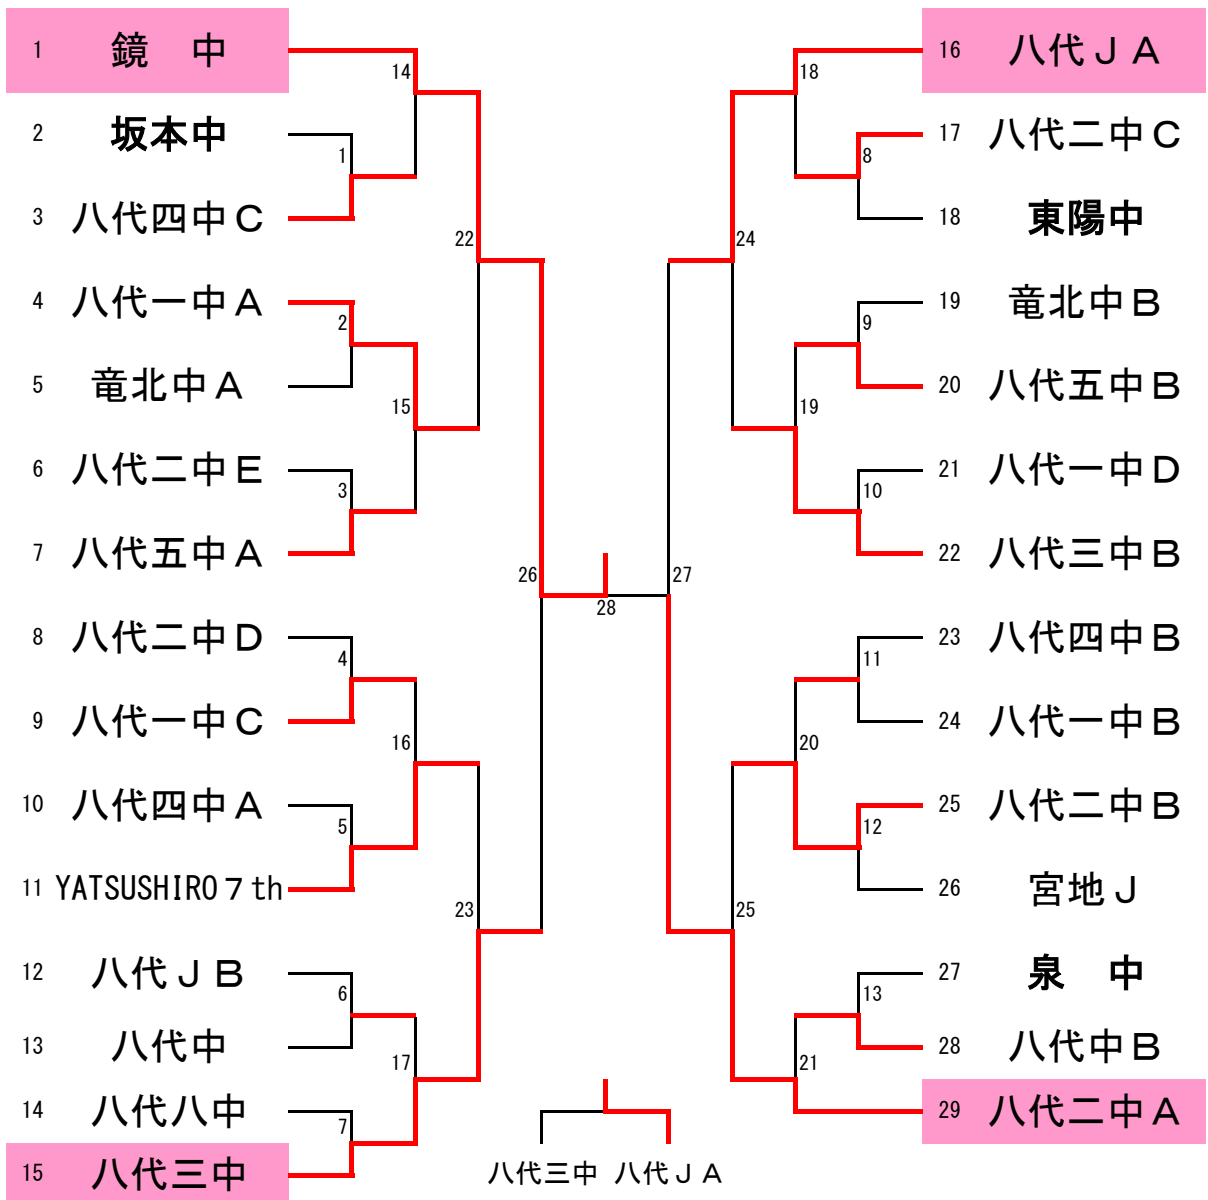 1 鏡　中
2 坂本中
3 八代四中C
4 八代一中A
5 竜北中A
6 八代二中E
7 八代五中A
8 八代二中D
9 八代一中C
10 八代四中A
11 YATSUSHIRO７th
12 八代JB
13 八代中
14 八代八中
15 八代三中
14
1
22
2
15
3
26
4
16
5
23
6
17
7
28
八代三中 八代JA
18
8
24
9
19
10
27
11
20
12
25
13
21
16 八代JA
17 八代二中C
18 東陽中
19 竜北中B
20 八代五中B
21 八代一中D
22 八代三中B
23 八代四中B
24 八代一中B
25 八代二中B
26 宮地J
27 泉　中
28 八代中B
29 八代二中A